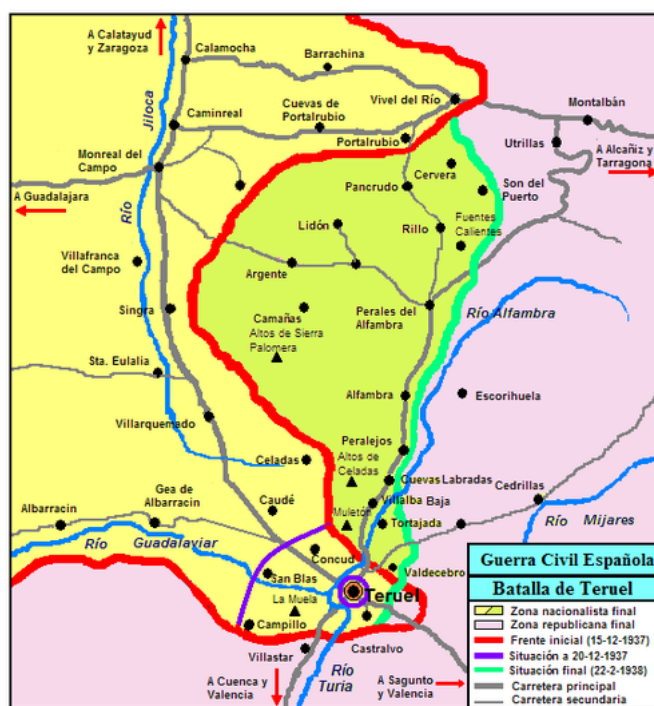 A Calatayud
y Zaragoza
Calamocha
Barrachina
Vivel del Río
Montalbán
Jiloca
Caminreal
Cuevas de
Portalrubio
Portalrubio
Utrillas
A Alcañiz y
Tarragona
Monreal del
Campo
Cervera
Son del
Puerto
A Guadalajara
Pancrudo
Río
Lidón
Rillo
Fuentes
Calientes
Villafranca
del Campo
Argente
Singra
Camañas
Altos de Sierra
Palomera
Perales del
Alfambra
Río Alfambra
Sta. Eulalia
Alfambra
Escorihuela
Villarquemado
Peralejos
Celadas
Altos de
Celadas
Cuevas Labradas
Cedrillas
Gea de
Albarracin
Albarracin
Caudé
Villalba Baja
Muletón
Tortajada
Río Mijares
Río Guadalaviar
Concud
San Blas
Valdecebro
Teruel
La Muela
Campillo
Castralvo
Villastar
Río
Turia
A Cuenca y
Valencia
A Sagunto
y Valencia
Guerra Civil Española
Batalla de Teruel
Zona nacionalista final
Zona republicana final
Frente inicial (15-12-1937)
Situación a 20-12-1937
Situación final (22-2-1938)
Carretera principal
Carretera secundaria